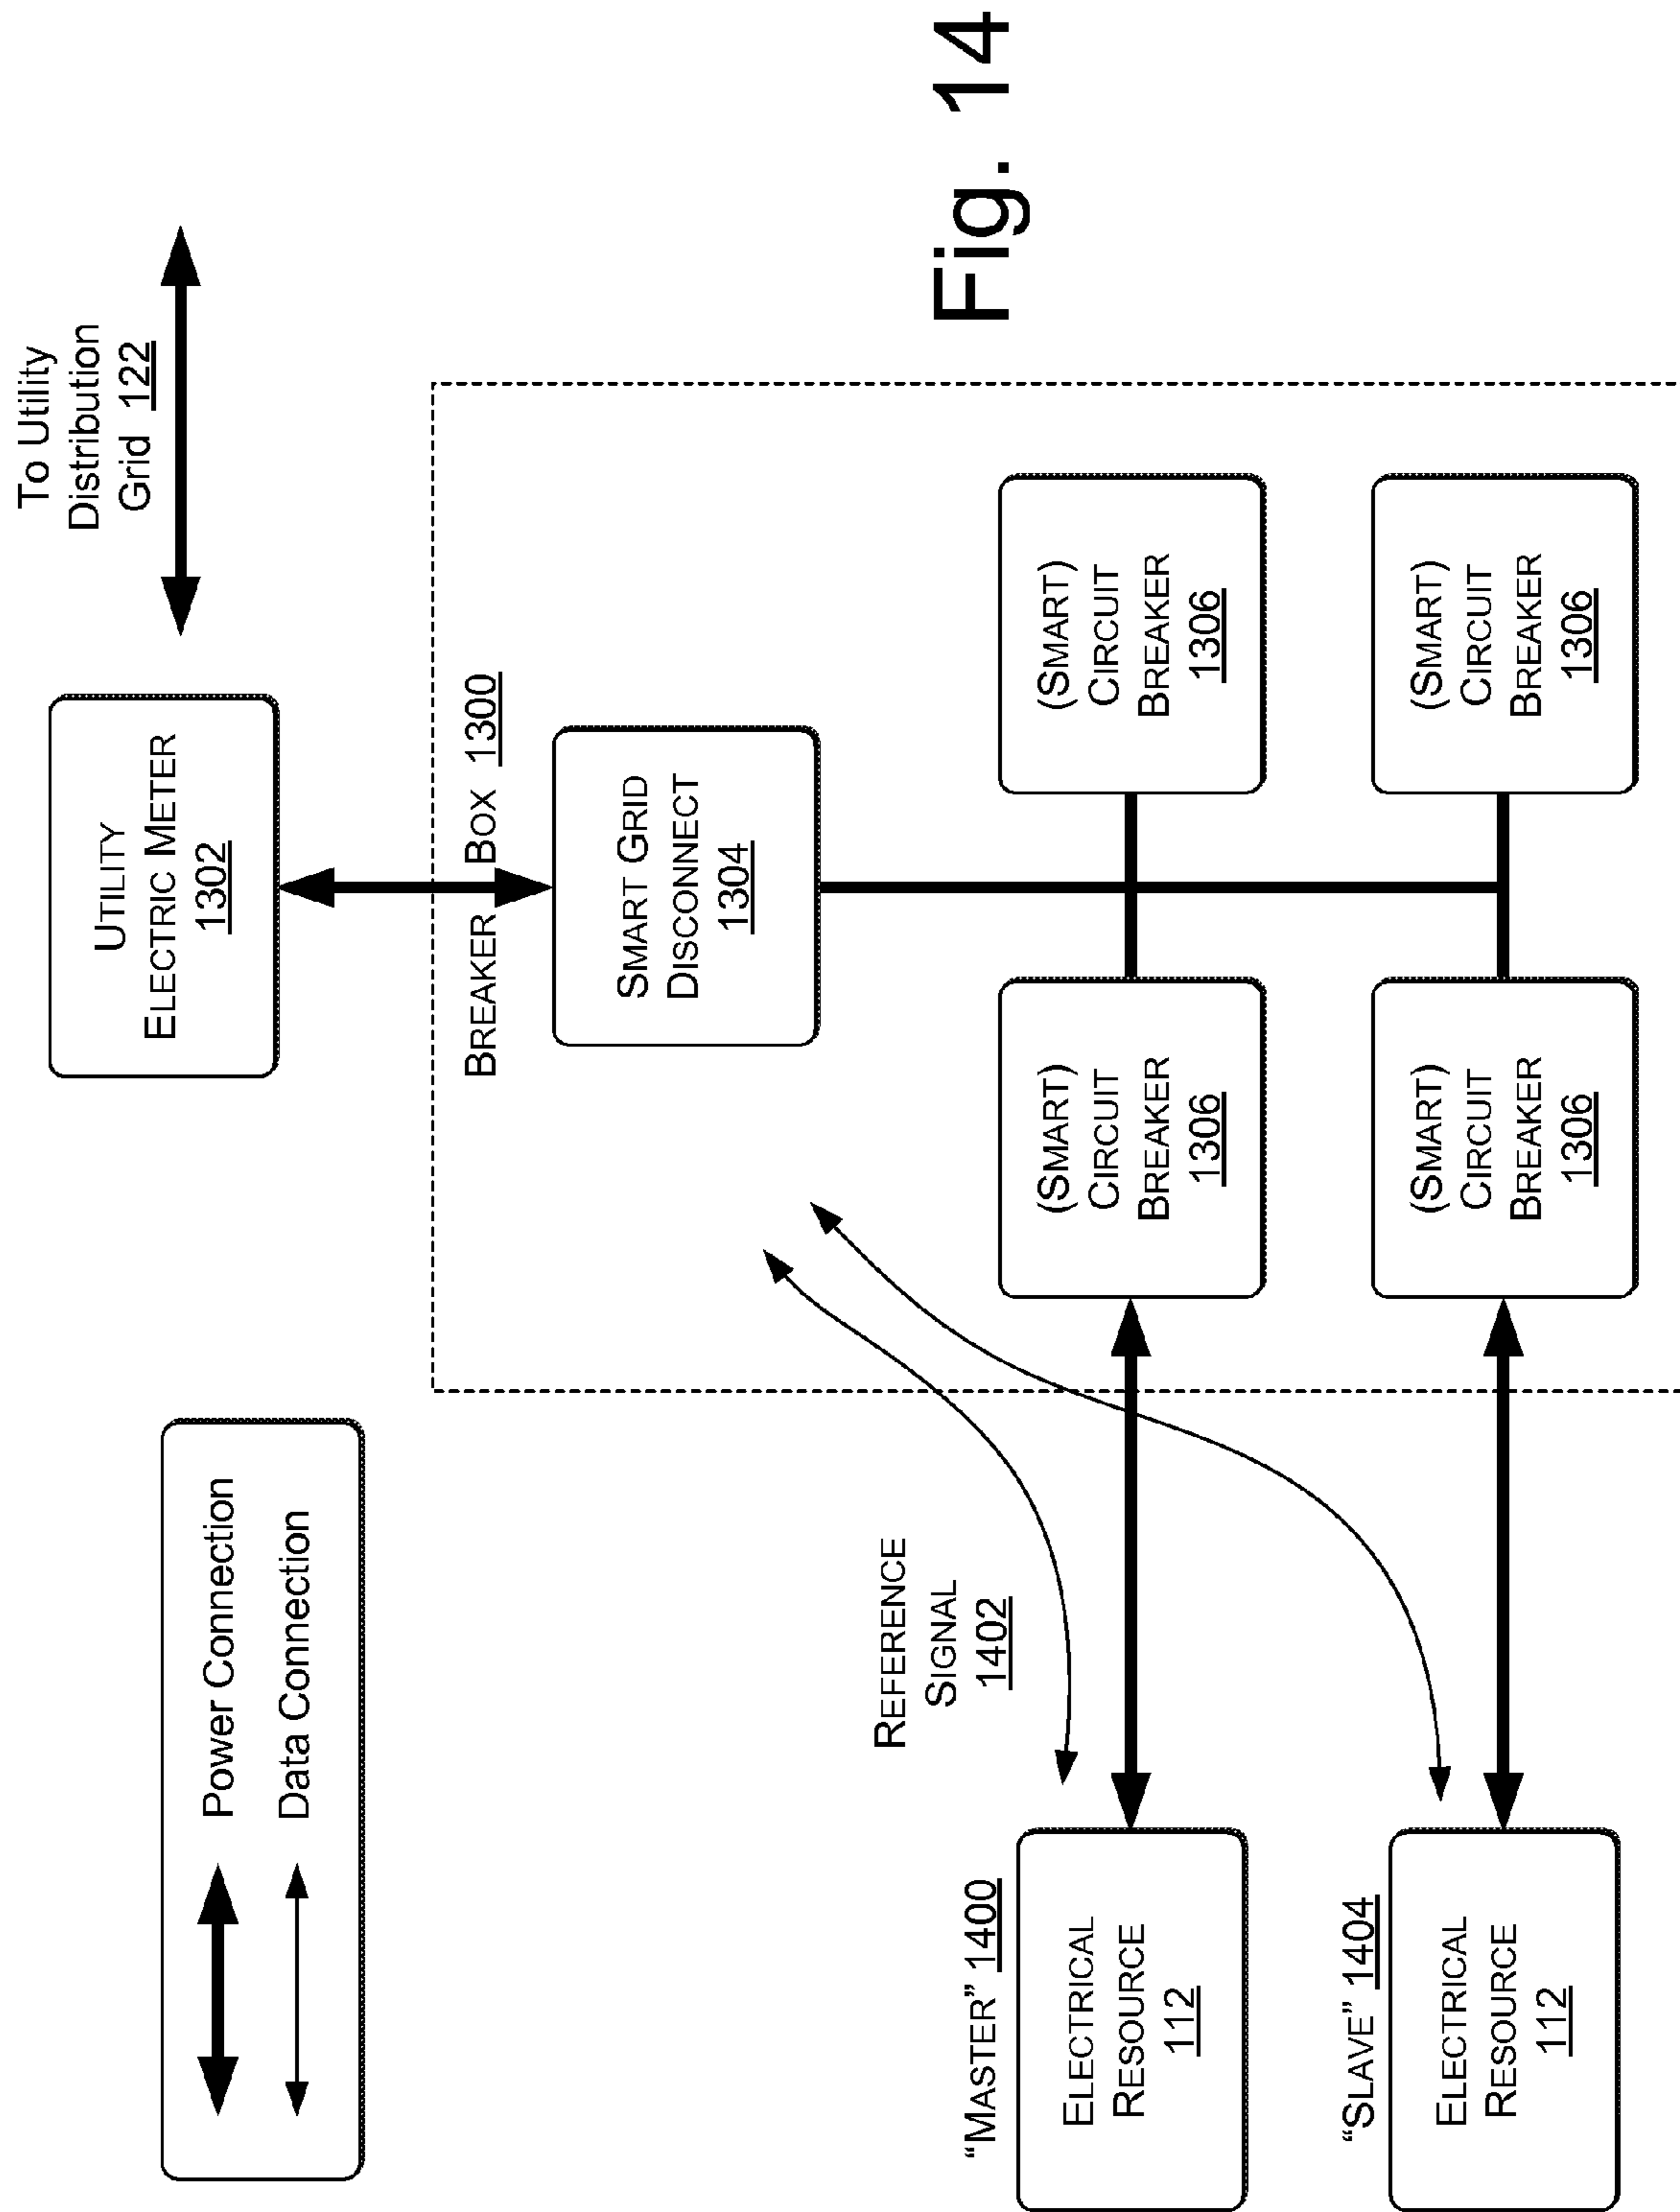 Power Connection
Data Connection
UTILITY
ELECTRIC METER
1302
To Utility
Distribution
Grid 122
BREAKER BOX 1300
SMART GRID
DISCONNECT
1304
REFERENCE
SIGNAL
1402
"MASTER" 1400
ELECTRICAL
RESOURCE
112
(SMART)
CIRCUIT
BREAKER
1306
(SMART)
CIRCUIT
BREAKER
1306
"SLAVE" 1404
ELECTRICAL
RESOURCE
112
(SMART)
CIRCUIT
BREAKER
1306
(SMART)
CIRCUIT
BREAKER
1306
Fig. 14